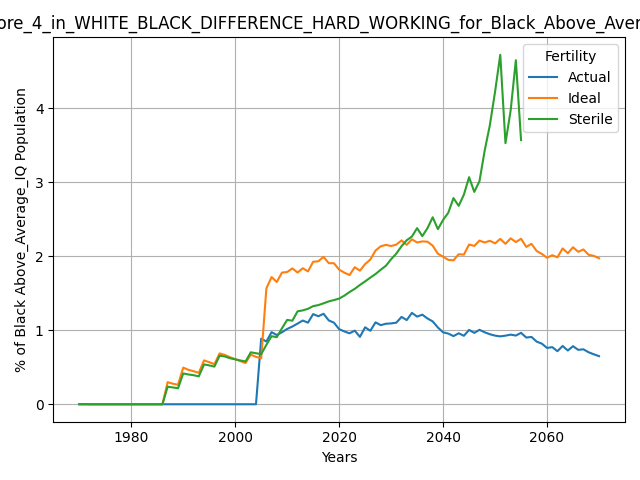 ore_4_in_WHITE_BLACK_DIFFERENCE_HARD_WORKING_for_Black_Above_Avera
% of Black Above_Average_IQ Population
4
3
2
1
0
Fertility
Actual
Ideal
Sterile
1980 2000 2020 2040 2060
Years